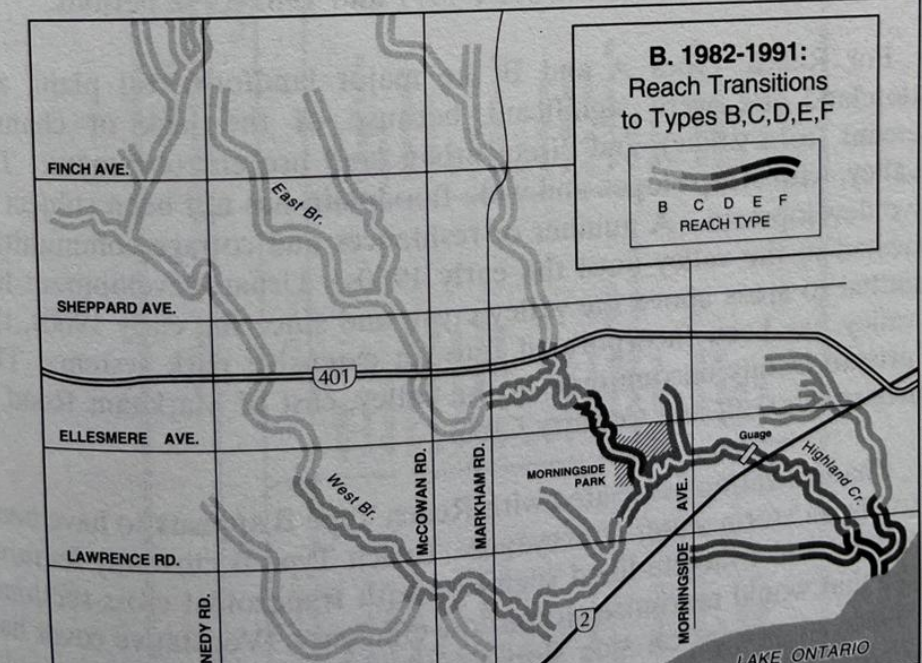 B. 1982-1991:
Reach Transitions
to Types B,C,D,E,F
B C D E F
REACH TYPE
FINCH AVE.
East Br.
SHEPPARD AVE.
401
ELLESMERE AVE.
McCOWAN RD.
MARKHAM RD.
MORNINGSIDE
PARK
Guage
Highland Cr.
West Br.
LAWRENCE RD.
MORNINGSIDE AVE.
2
NEDY RD.
LAKE ONTARIO